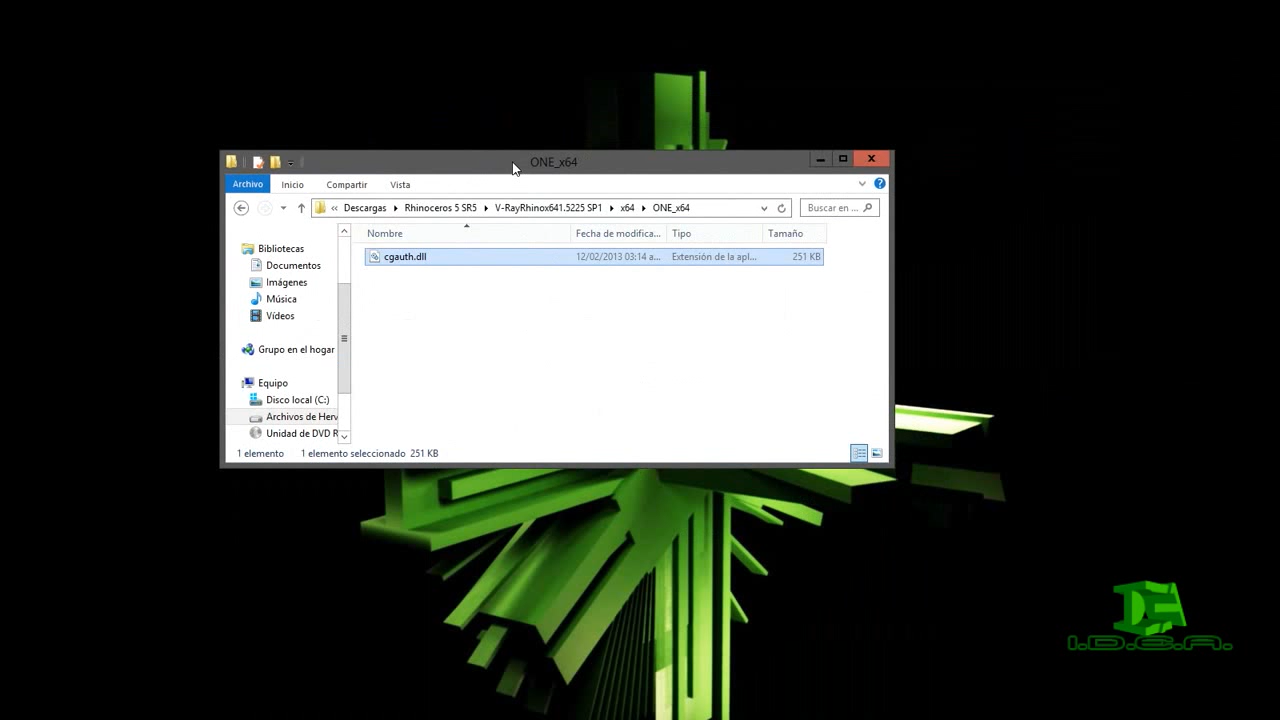 ONE_x64
Archivo Inicio Compartir Vista
« Descargas Rhinoceros 5 SR5 V-RayRhinox641.5225 SP1 x64 ONE_x64 Buscar en ...
Nombre Fecha de modifica... Tipo Tamaño
cgauth.dll 12/02/2013 03:14 a... Extensión de la apl... 251 KB
Bibliotecas
Documentos
Imágenes
Música
Vídeos
Grupo en el hogar
Equipo
Disco local (C:)
Archivos de Herv
Unidad de DVD R
1 elemento 1 elemento seleccionado 251 KB
I.D.E.A.